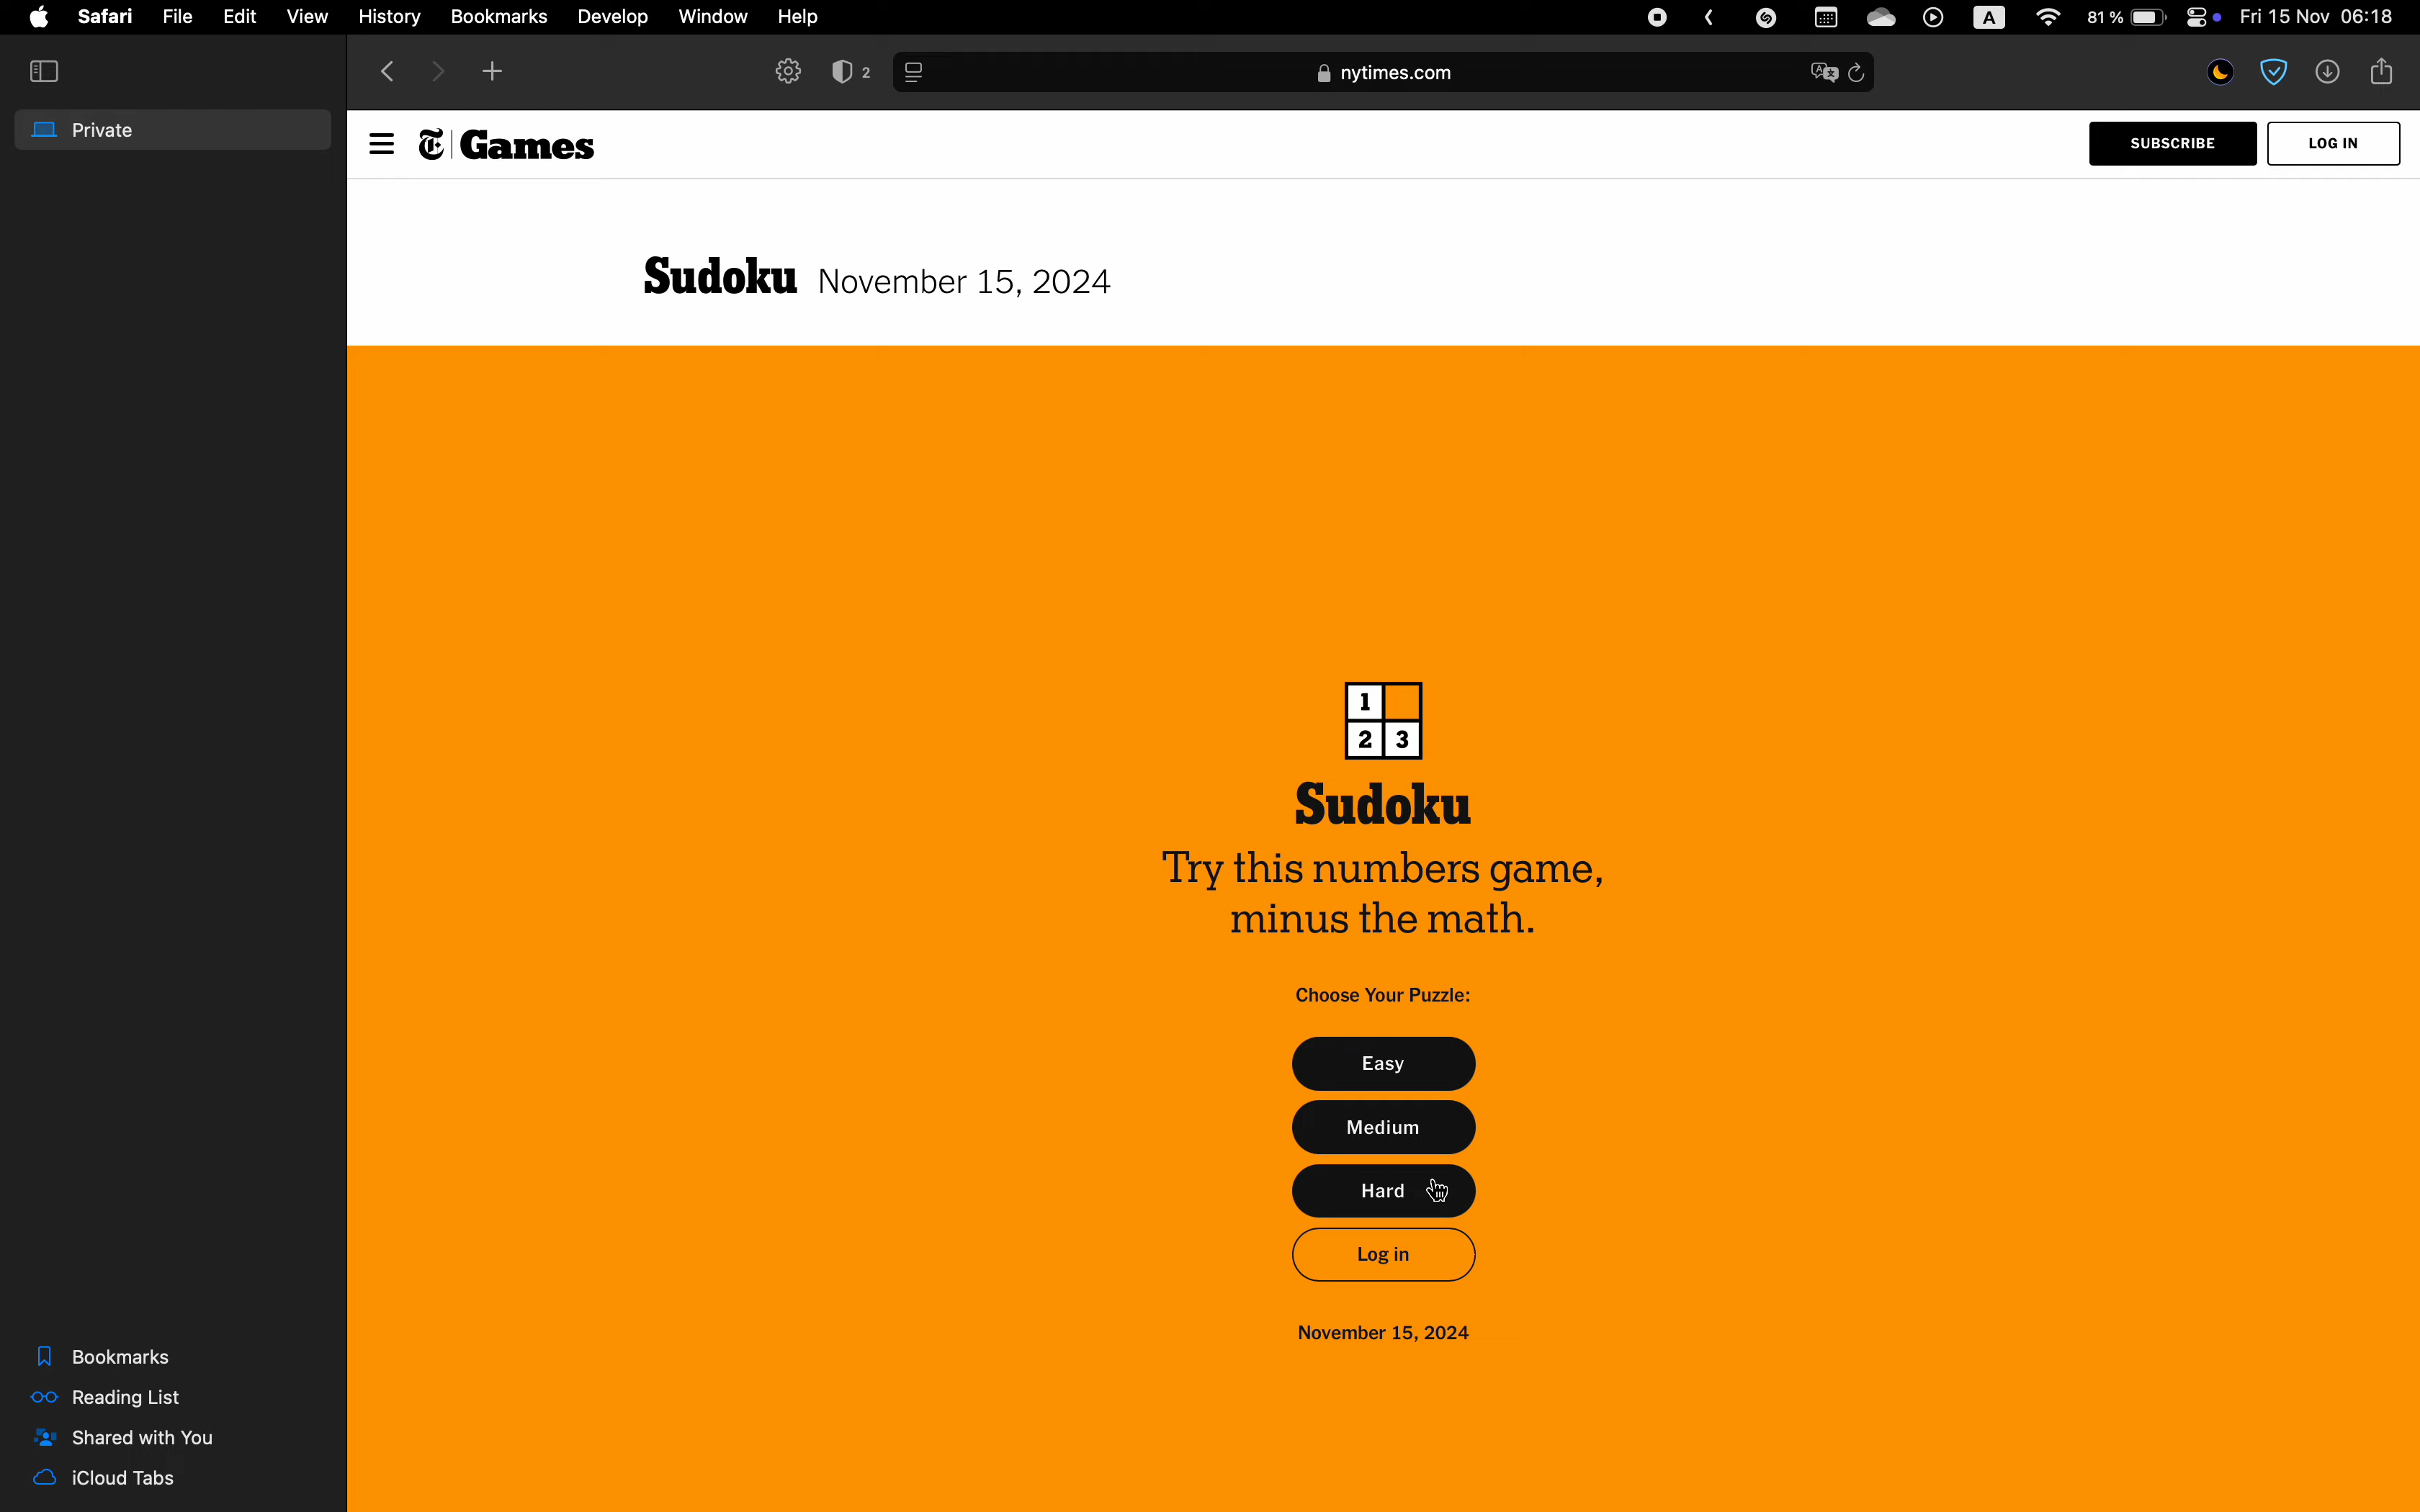 Safari File Edit View History Bookmarks Develop Window Help A 81 % Fri 15 Nov 06:18
2 nytimes.com
Private
T Games SUBSCRIBE LOG IN
Sudoku November 15, 2024
1
2 3
Sudoku
Try this numbers game,
minus the math.
Choose Your Puzzle:
Easy
Medium
Hard
Log in
November 15, 2024
Bookmarks
Reading List
Shared with You
iCloud Tabs